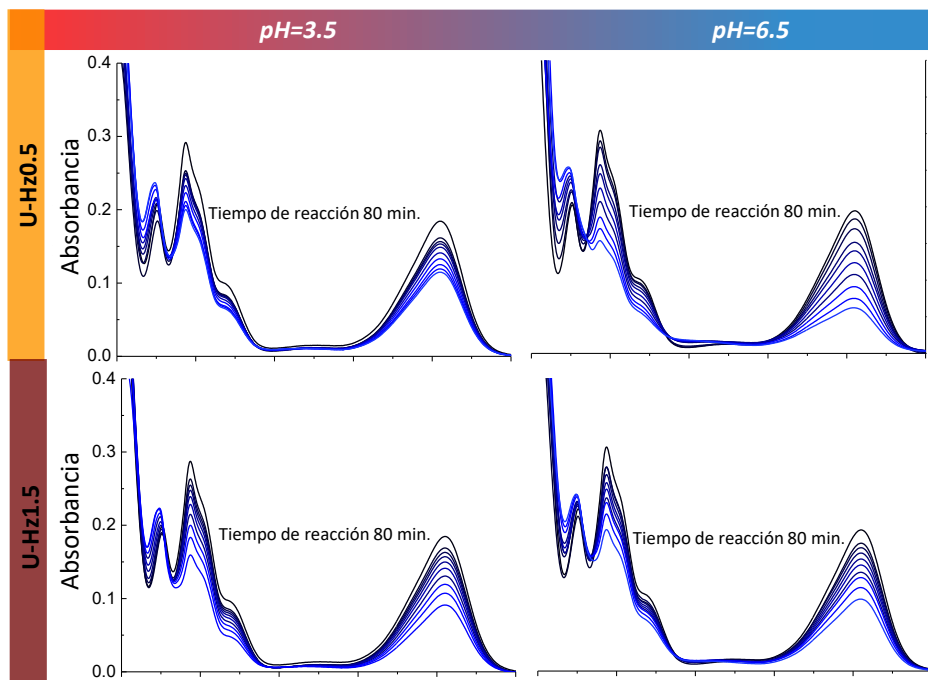 pH=3.5
pH=6.5
U-Hz0.5
Absorbancia
0.4
0.3
0.2
0.1
0.0
Tiempo de reacción 80 min.
Tiempo de reacción 80 min.
U-Hz1.5
Absorbancia
0.4
0.3
0.2
0.1
0.0
Tiempo de reacción 80 min.
Tiempo de reacción 80 min.